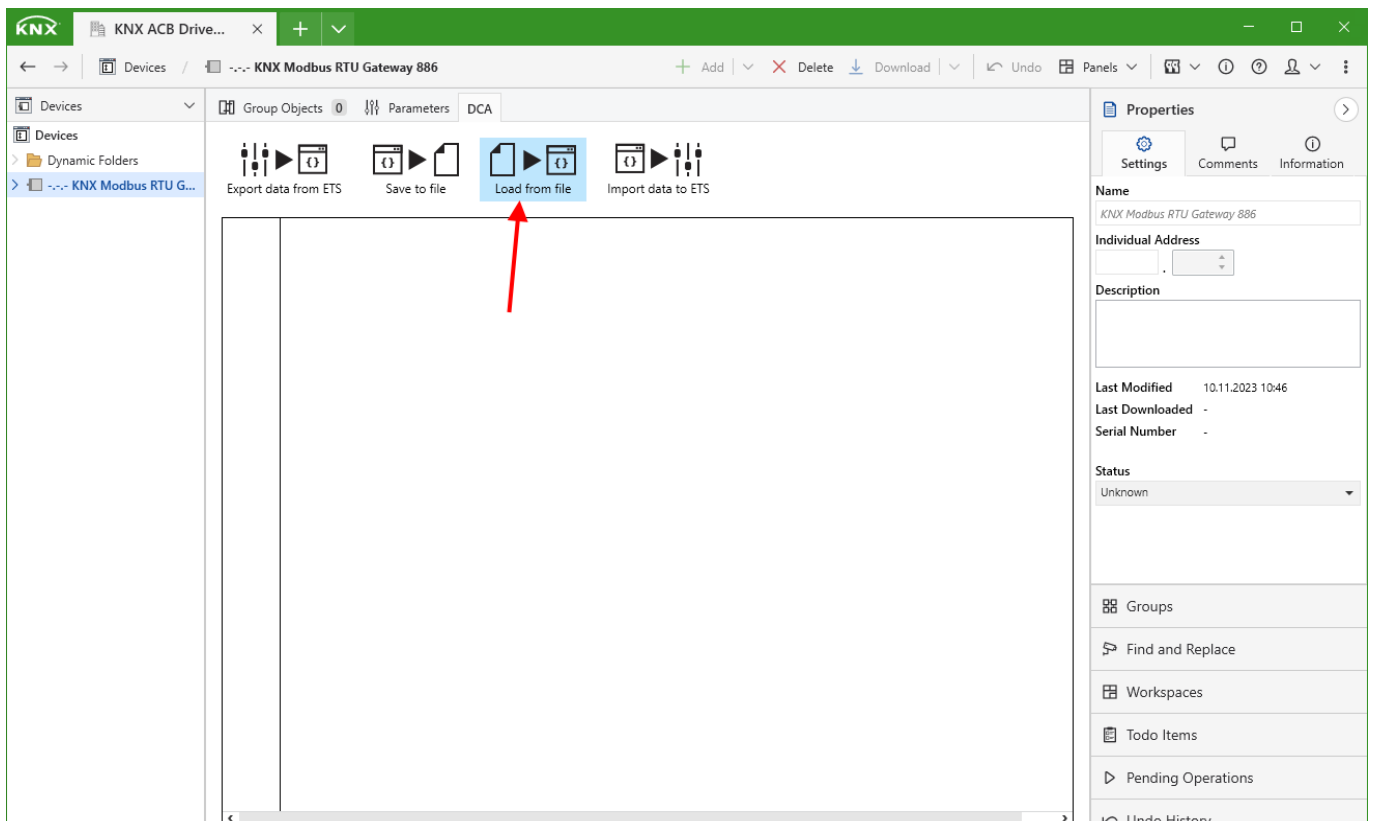 KNX KNX ACB Drive...
Devices / -.-.- KNX Modbus RTU Gateway 886 Add Delete Download Undo Panels
Devices
Devices
Dynamic Folders
-.-.- KNX Modbus RTU G...
Group Objects 0 Parameters DCA
Export data from ETS Save to file Load from file Import data to ETS
Properties
Settings Comments Information
Name
KNX Modbus RTU Gateway 886
Individual Address
.
Description
Last Modified 10.11.2023 10:46
Last Downloaded -
Serial Number -
Status
Unknown
Groups
Find and Replace
Workspaces
Todo Items
Pending Operations
Undo History